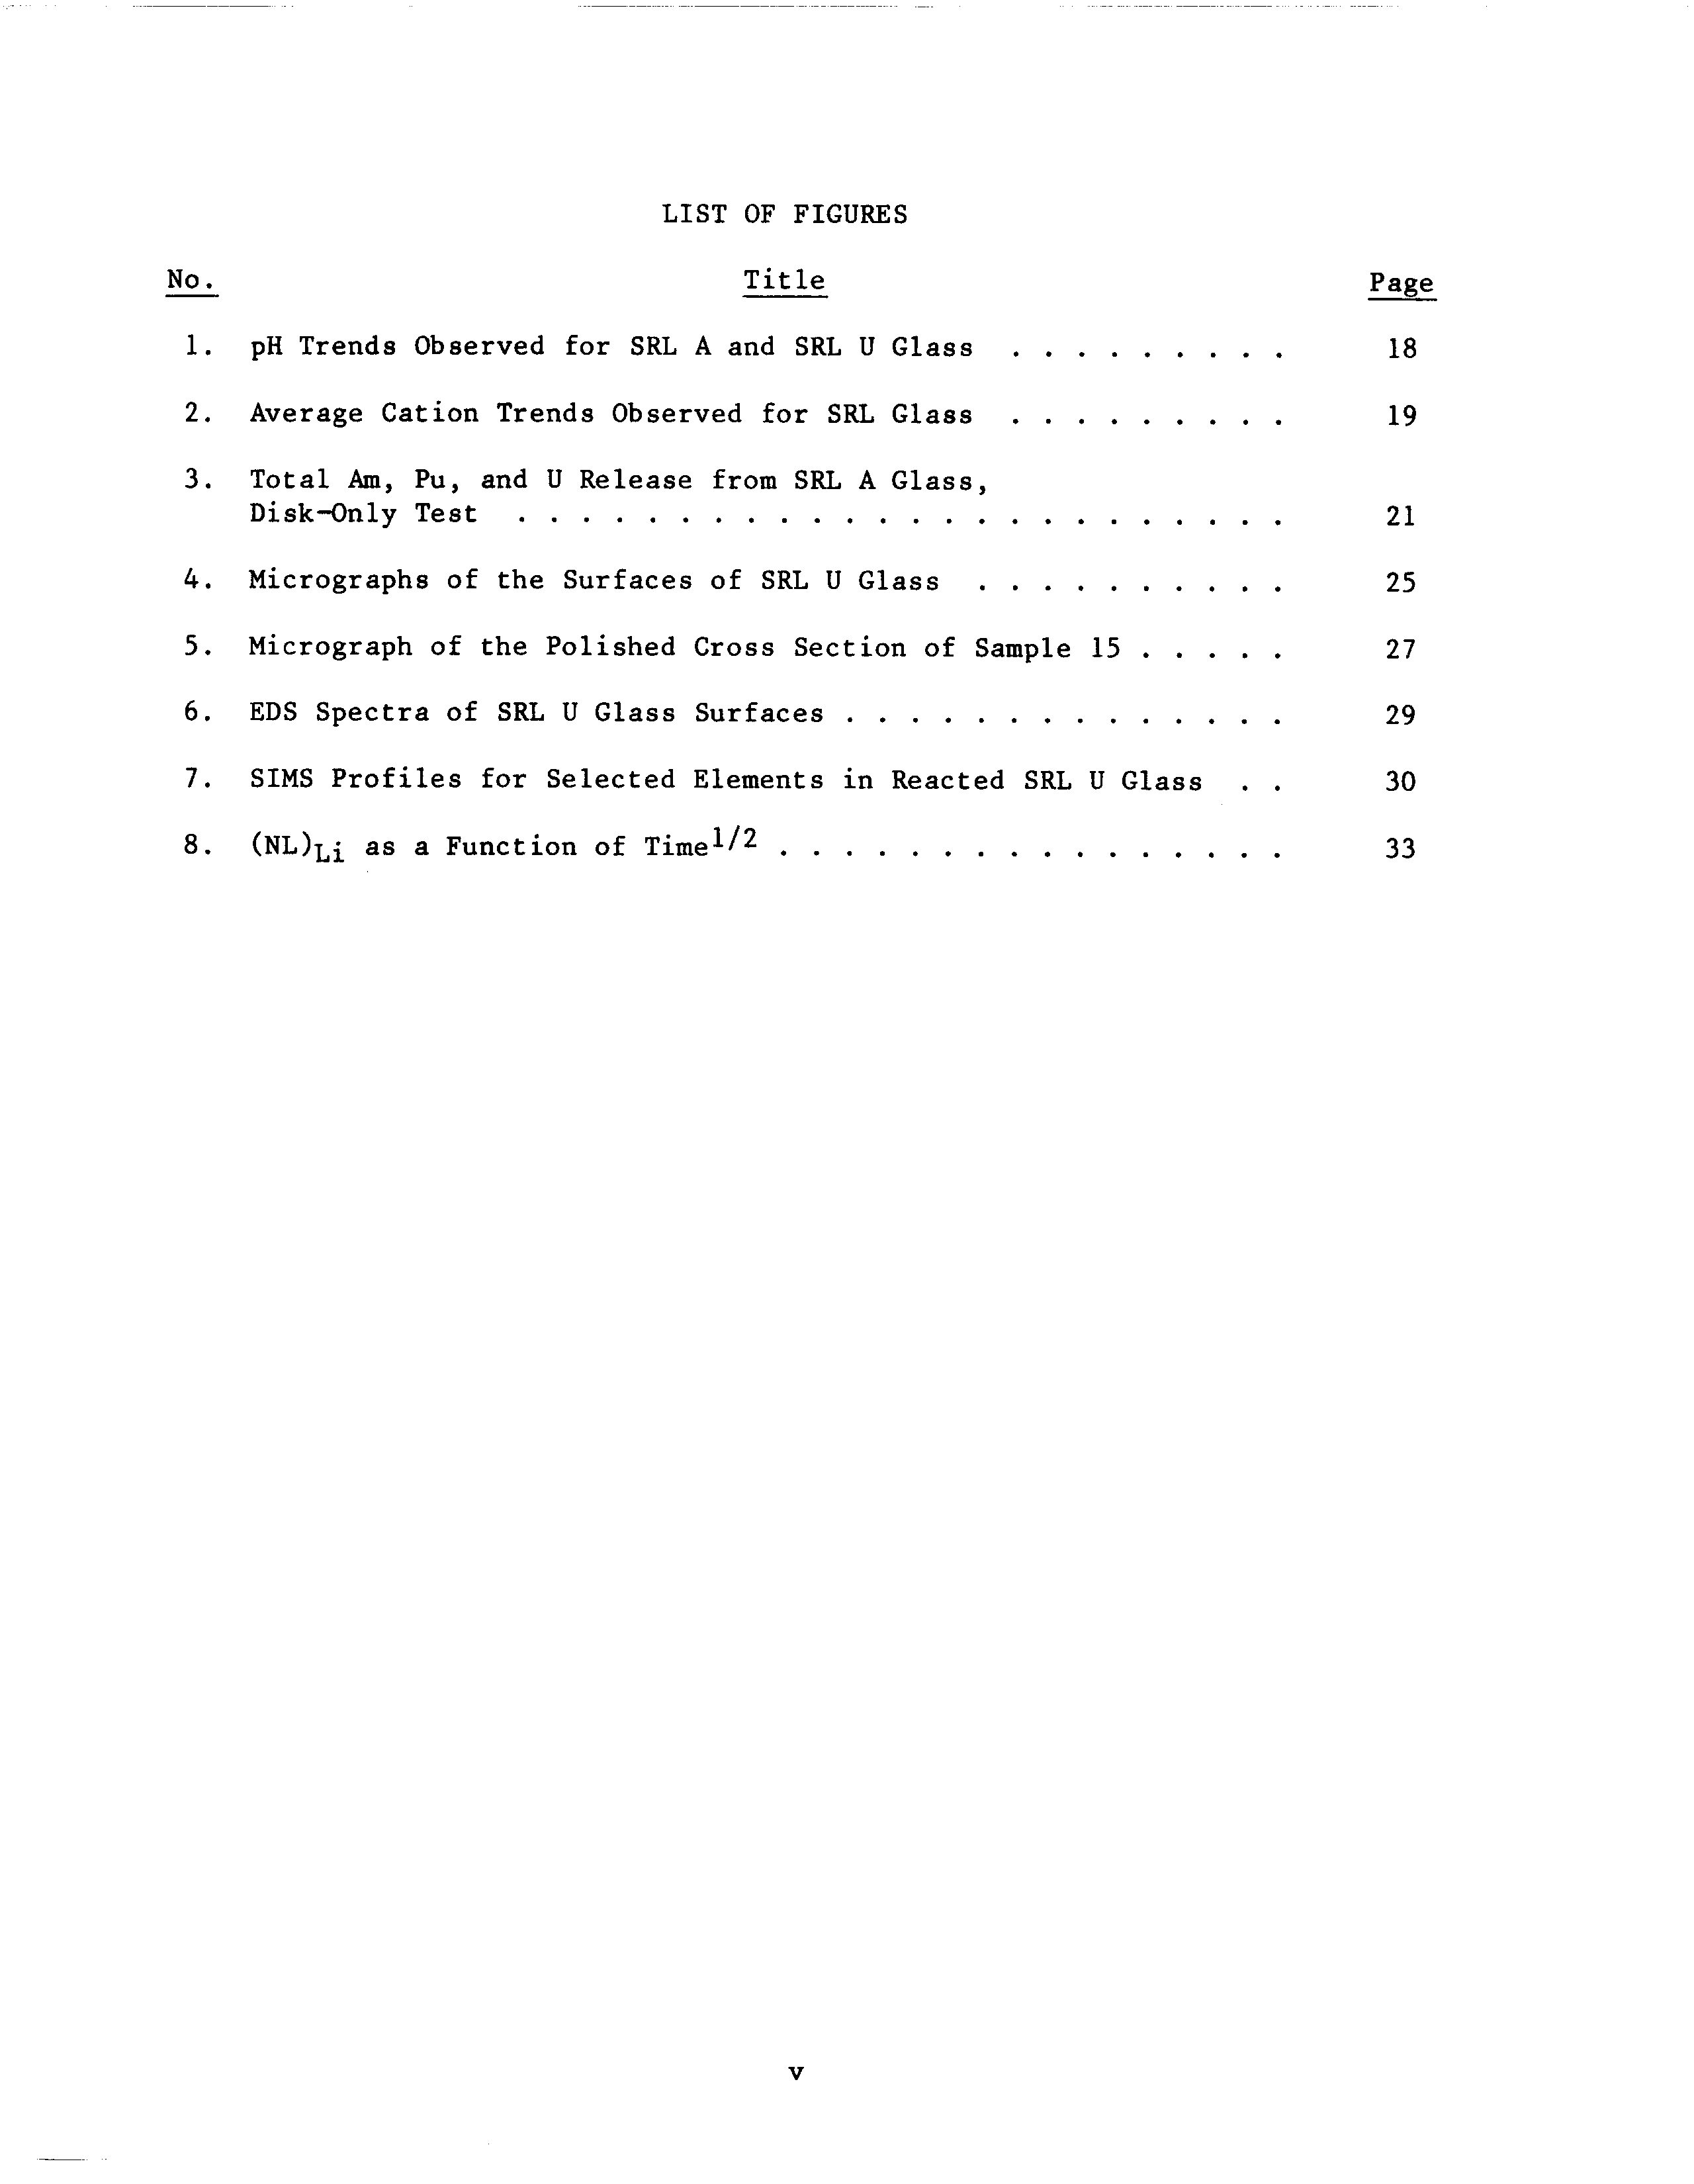 LIST OF FIGURES
No. Title Page
1. pH Trends Observed for SRL A and SRL U Glass . . . . . . . . . 18
2. Average Cation Trends Observed for SRL Glass . . . . . . . . . 19
3. Total Am, Pu, and U Release from SRL A Glass,
Disk-Only Test . . . . . . . . . . . . . . . . . . . . . . . . 21
4. Micrographs of the Surfaces of SRL U Glass . . . . . . . . . . 25
5. Micrograph of the Polished Cross Section of Sample 15 . . . . . 27
6. EDS Spectra of SRL U Glass Surfaces . . . . . . . . . . . . . . 29
7. SIMS Profiles for Selected Elements in Reacted SRL U Glass . . 30
8. (NL)Li as a Function of Time1/2 . . . . . . . . . . . . . . . . 33
v